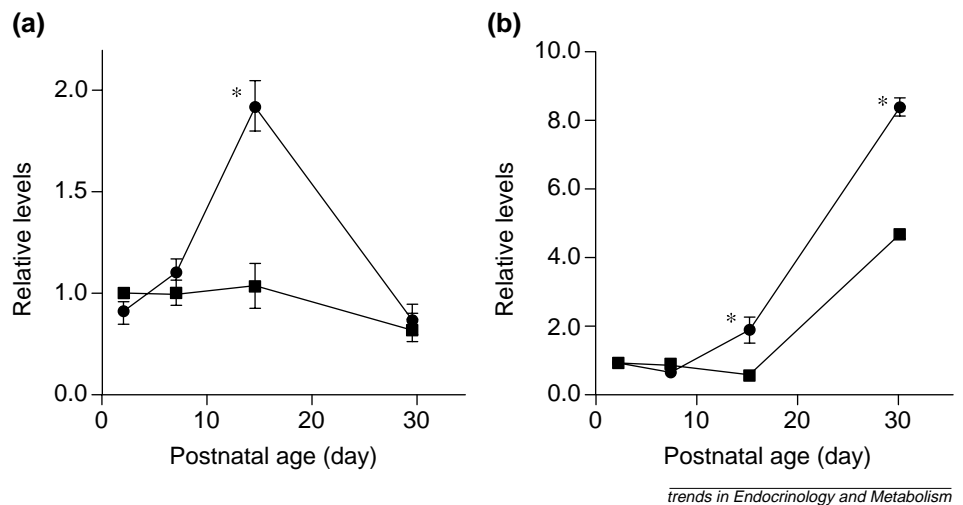 (a)
2.0
1.5
1.0
0.0
Relative levels
*
0 10 20 30
Postnatal age (day)
(b)
10.0
8.0
6.0
4.0
2.0
0.0
Relative levels
*
*
0 10 20 30
Postnatal age (day)
trends in Endocrinology and Metabolism